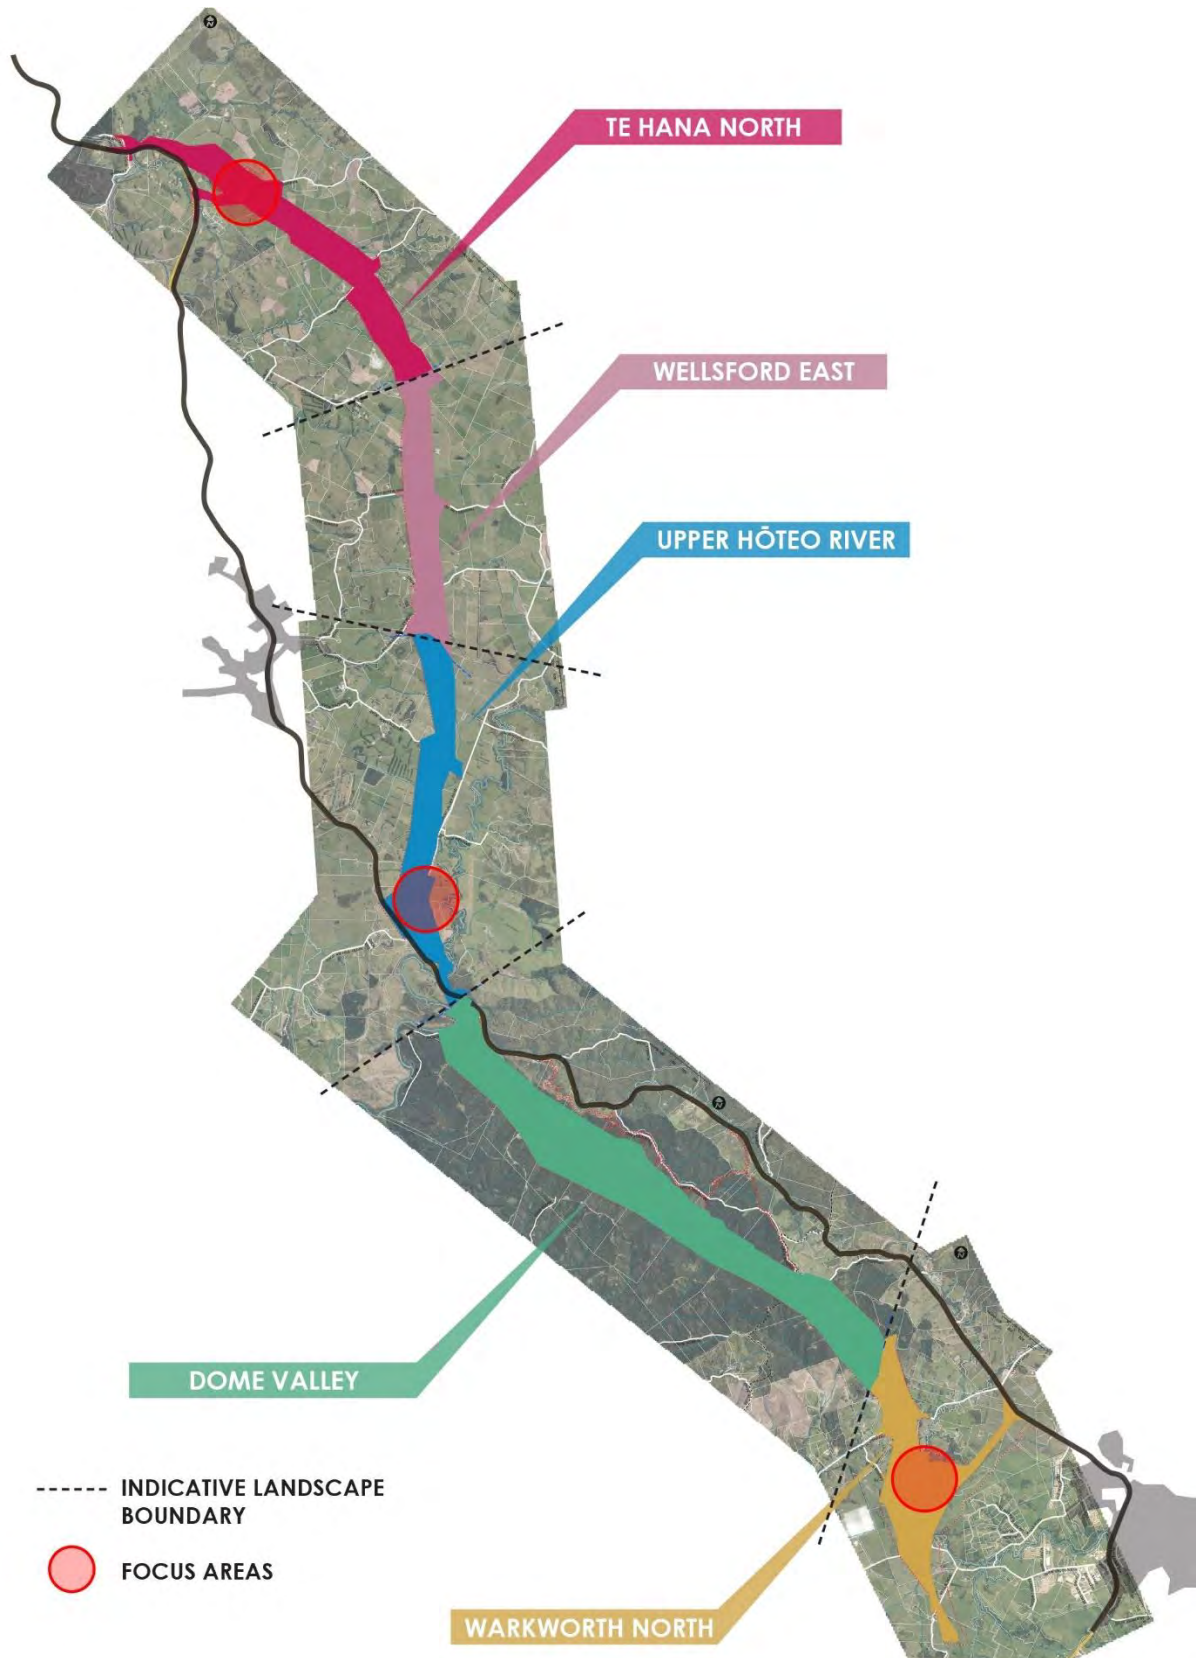 TE HANA NORTH
WELLSFORD EAST
UPPER HŌTEO RIVER
DOME VALLEY
INDICATIVE LANDSCAPE
BOUNDARY
FOCUS AREAS
WARKWORTH NORTH